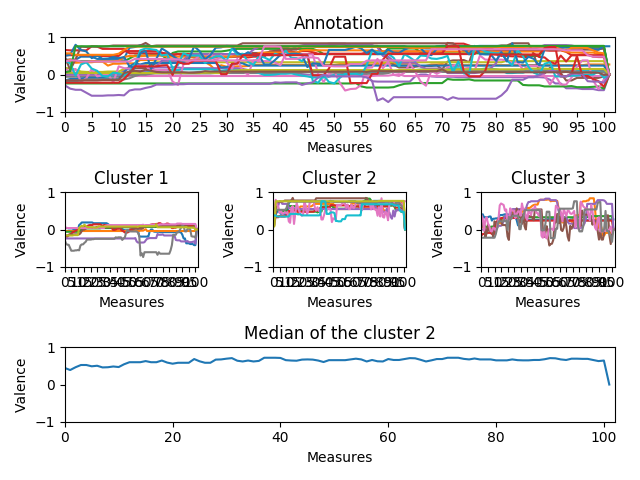 Annotation
Valence
1
0
−1
0 5 10 15 20 25 30 35 40 45 50 55 60 65 70 75 80 85 90 95 100
Measures
Cluster 1 Cluster 2 Cluster 3
Valence Valence Valence
1 1 1
0 0 0
−1 −1 −1
Measures Measures Measures
Median of the cluster 2
Valence
1
0
−1
0 20 40 60 80 100
Measures